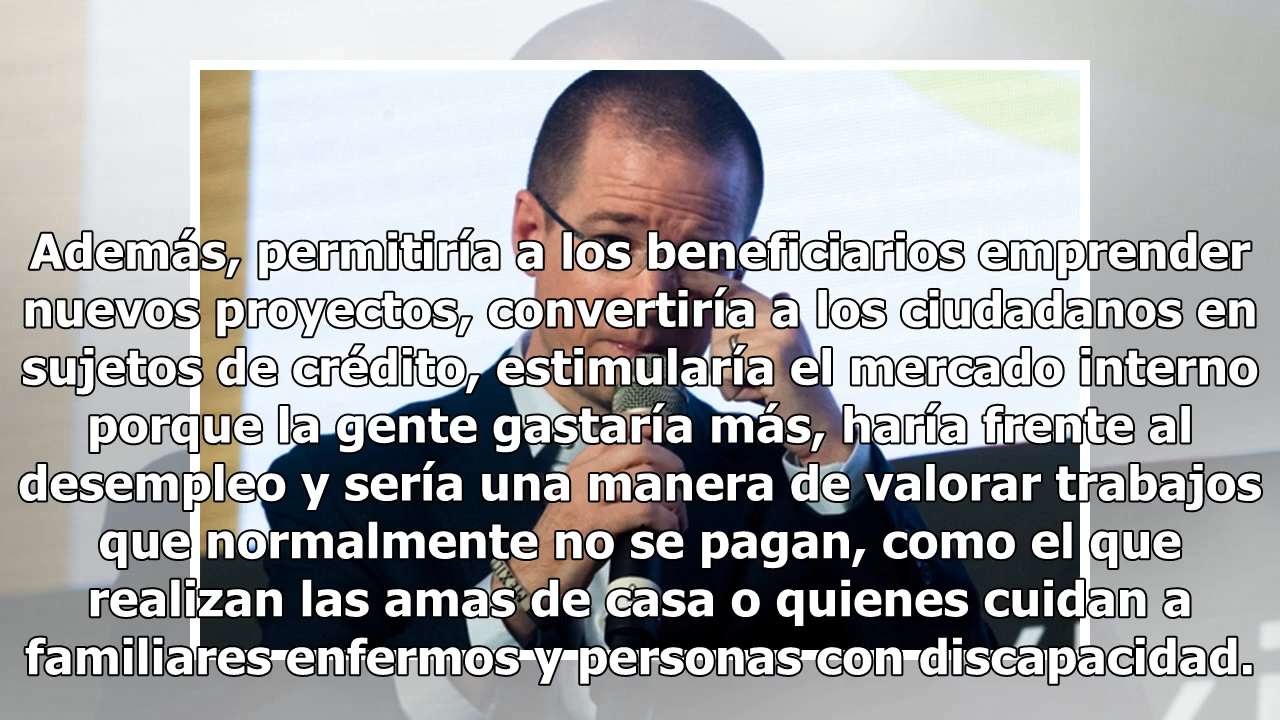 Además, permitiría a los beneficiarios emprender
nuevos proyectos, convertiría a los ciudadanos en
sujetos de crédito, estimularía el mercado interno
porque la gente gastaría más, haría frente al
desempleo y sería una manera de valorar trabajos
que normalmente no se pagan, como el que
realizan las amas de casa o quienes cuidan a
familiares enfermos y personas con discapacidad.